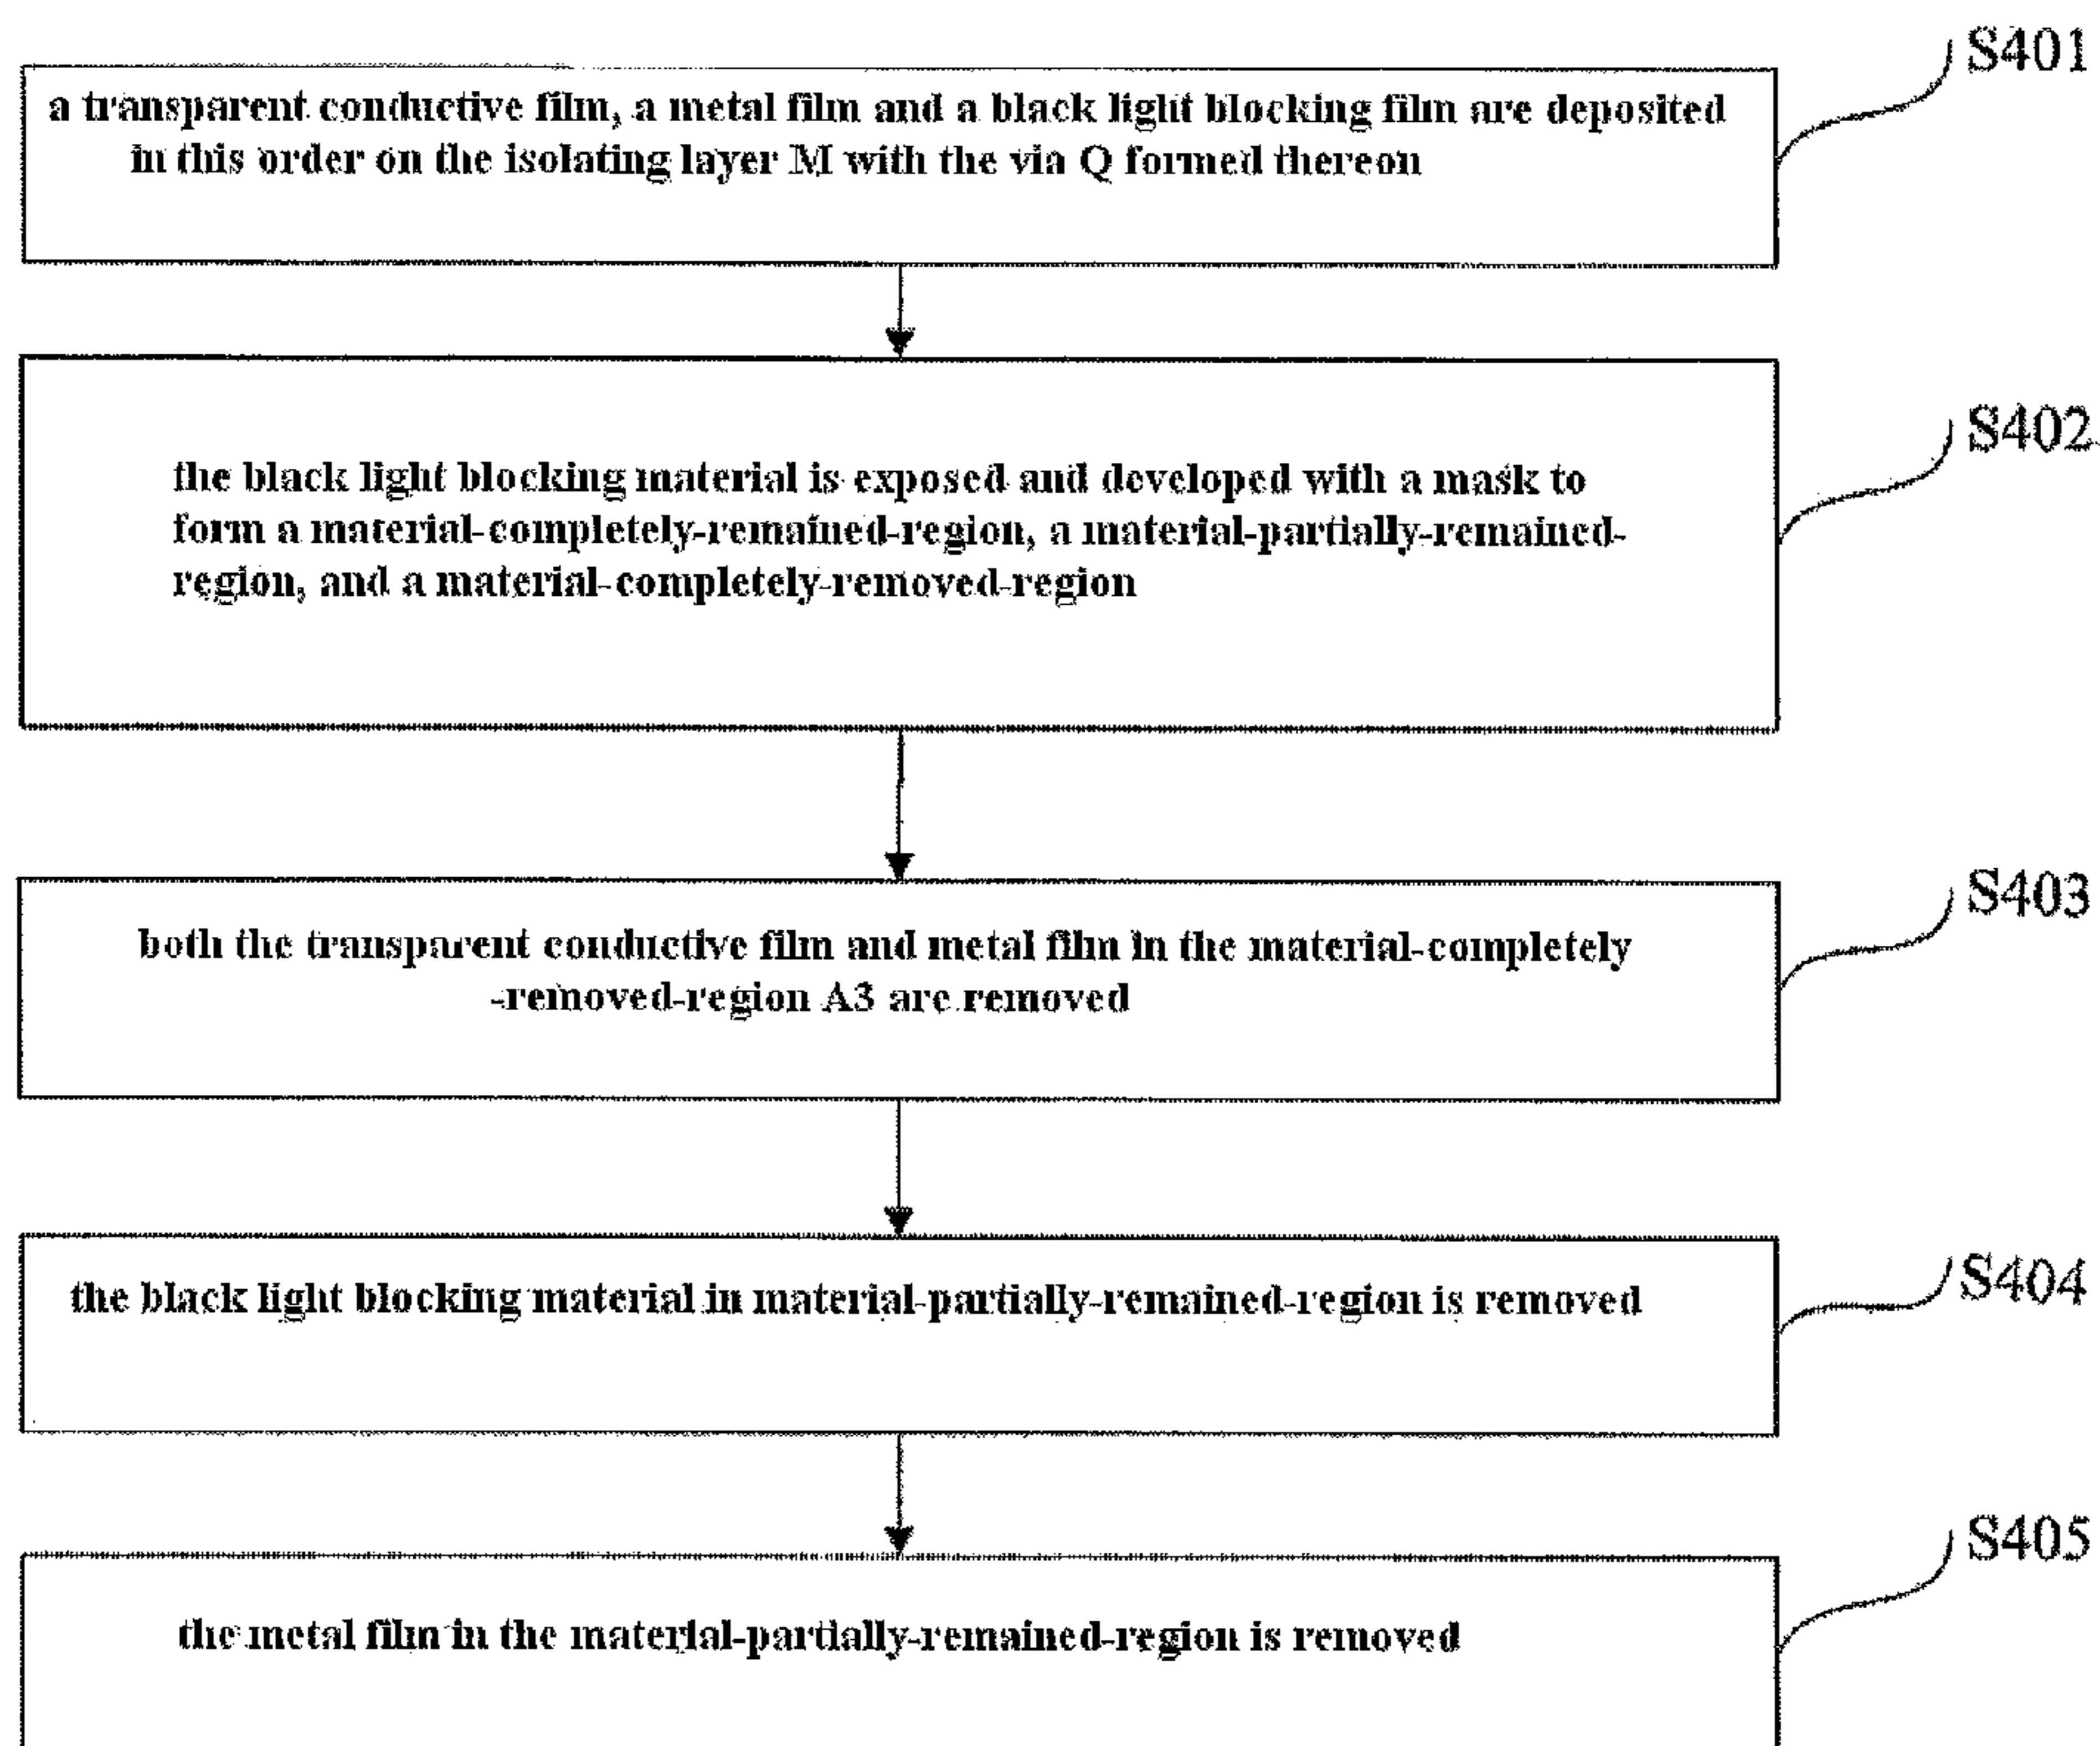 S401
a transparent conductive film, a metal film and a black light blocking film are deposited
in this order on the isolating layer M with the via Q formed thereon
S402
the black light blocking material is exposed and developed with a mask to
form a material-completely-remained-region, a material-partially-remained-
region, and a material-completely-removed-region
S403
both the transparent conductive film and metal film in the material-completely
-removed-region A3 are removed
S404
the black light blocking material in material-partially-remained-region is removed
S405
the metal film in the material-partially-remained-region is removed